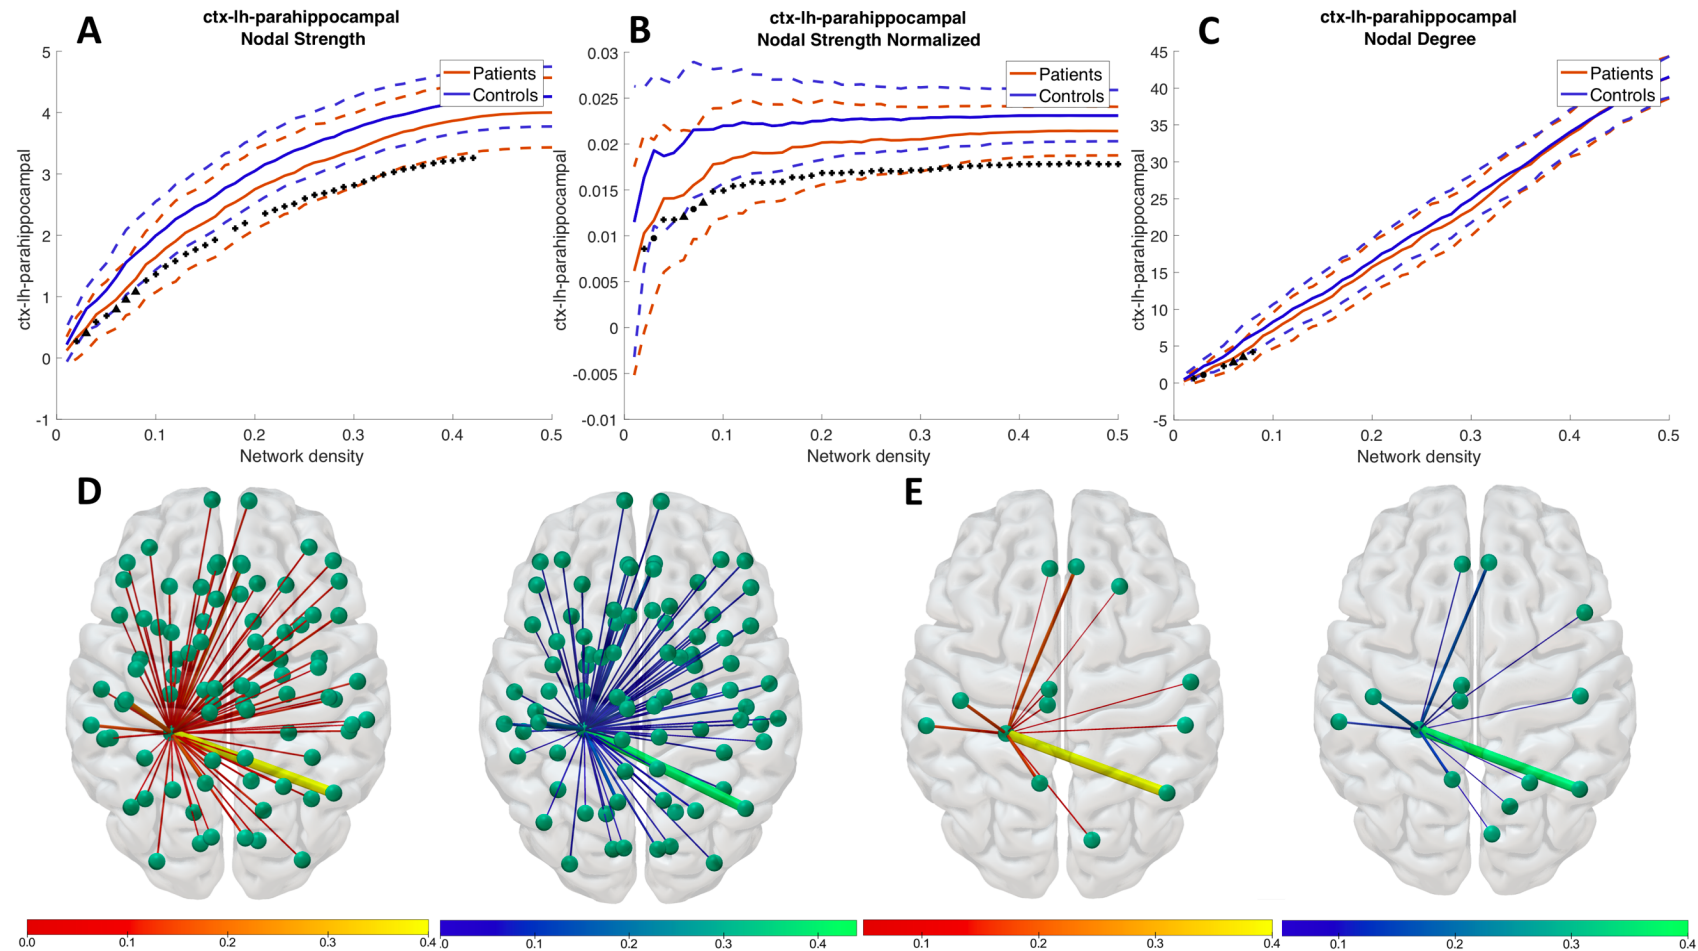 A
ctx-lh-parahippocampal
Nodal Strength
5
4
3
2
1
0
-1
ctx-lh-parahippocampal
Patients
Controls
0
0.1
0.2
0.3
0.4
0.5
Network density
B
ctx-lh-parahippocampal
Nodal Strength Normalized
0.03
0.025
0.02
0.015
0.01
0.005
0
-0.005
-0.01
ctx-lh-parahippocampal
Patients
Controls
0
0.1
0.2
0.3
0.4
0.5
Network density
C
ctx-lh-parahippocampal
Nodal Degree
45
40
35
30
25
20
15
10
5
0
-5
ctx-lh-parahippocampal
Patients
Controls
0
0.1
0.2
0.3
0.4
0.5
Network density
D
E
0.0
0.1
0.2
0.3
0.4
.0
0.1
0.2
0.3
0.4
0.1
0.2
0.3
0.4
0.1
0.2
0.3
0.4